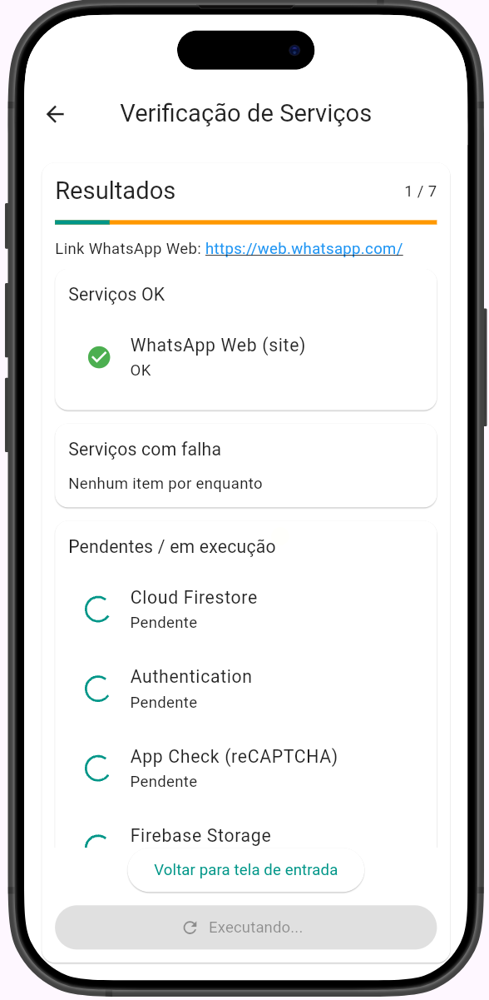 Verificação de Serviços
Resultados
1 / 7
Link WhatsApp Web: https://web.whatsapp.com/
Serviços OK
WhatsApp Web (site)
OK
Serviços com falha
Nenhum item por enquanto
Pendentes / em execução
Cloud Firestore
Pendente
Authentication
Pendente
App Check (reCAPTCHA)
Pendente
Firebase Storage
Voltar para tela de entrada
Executando...